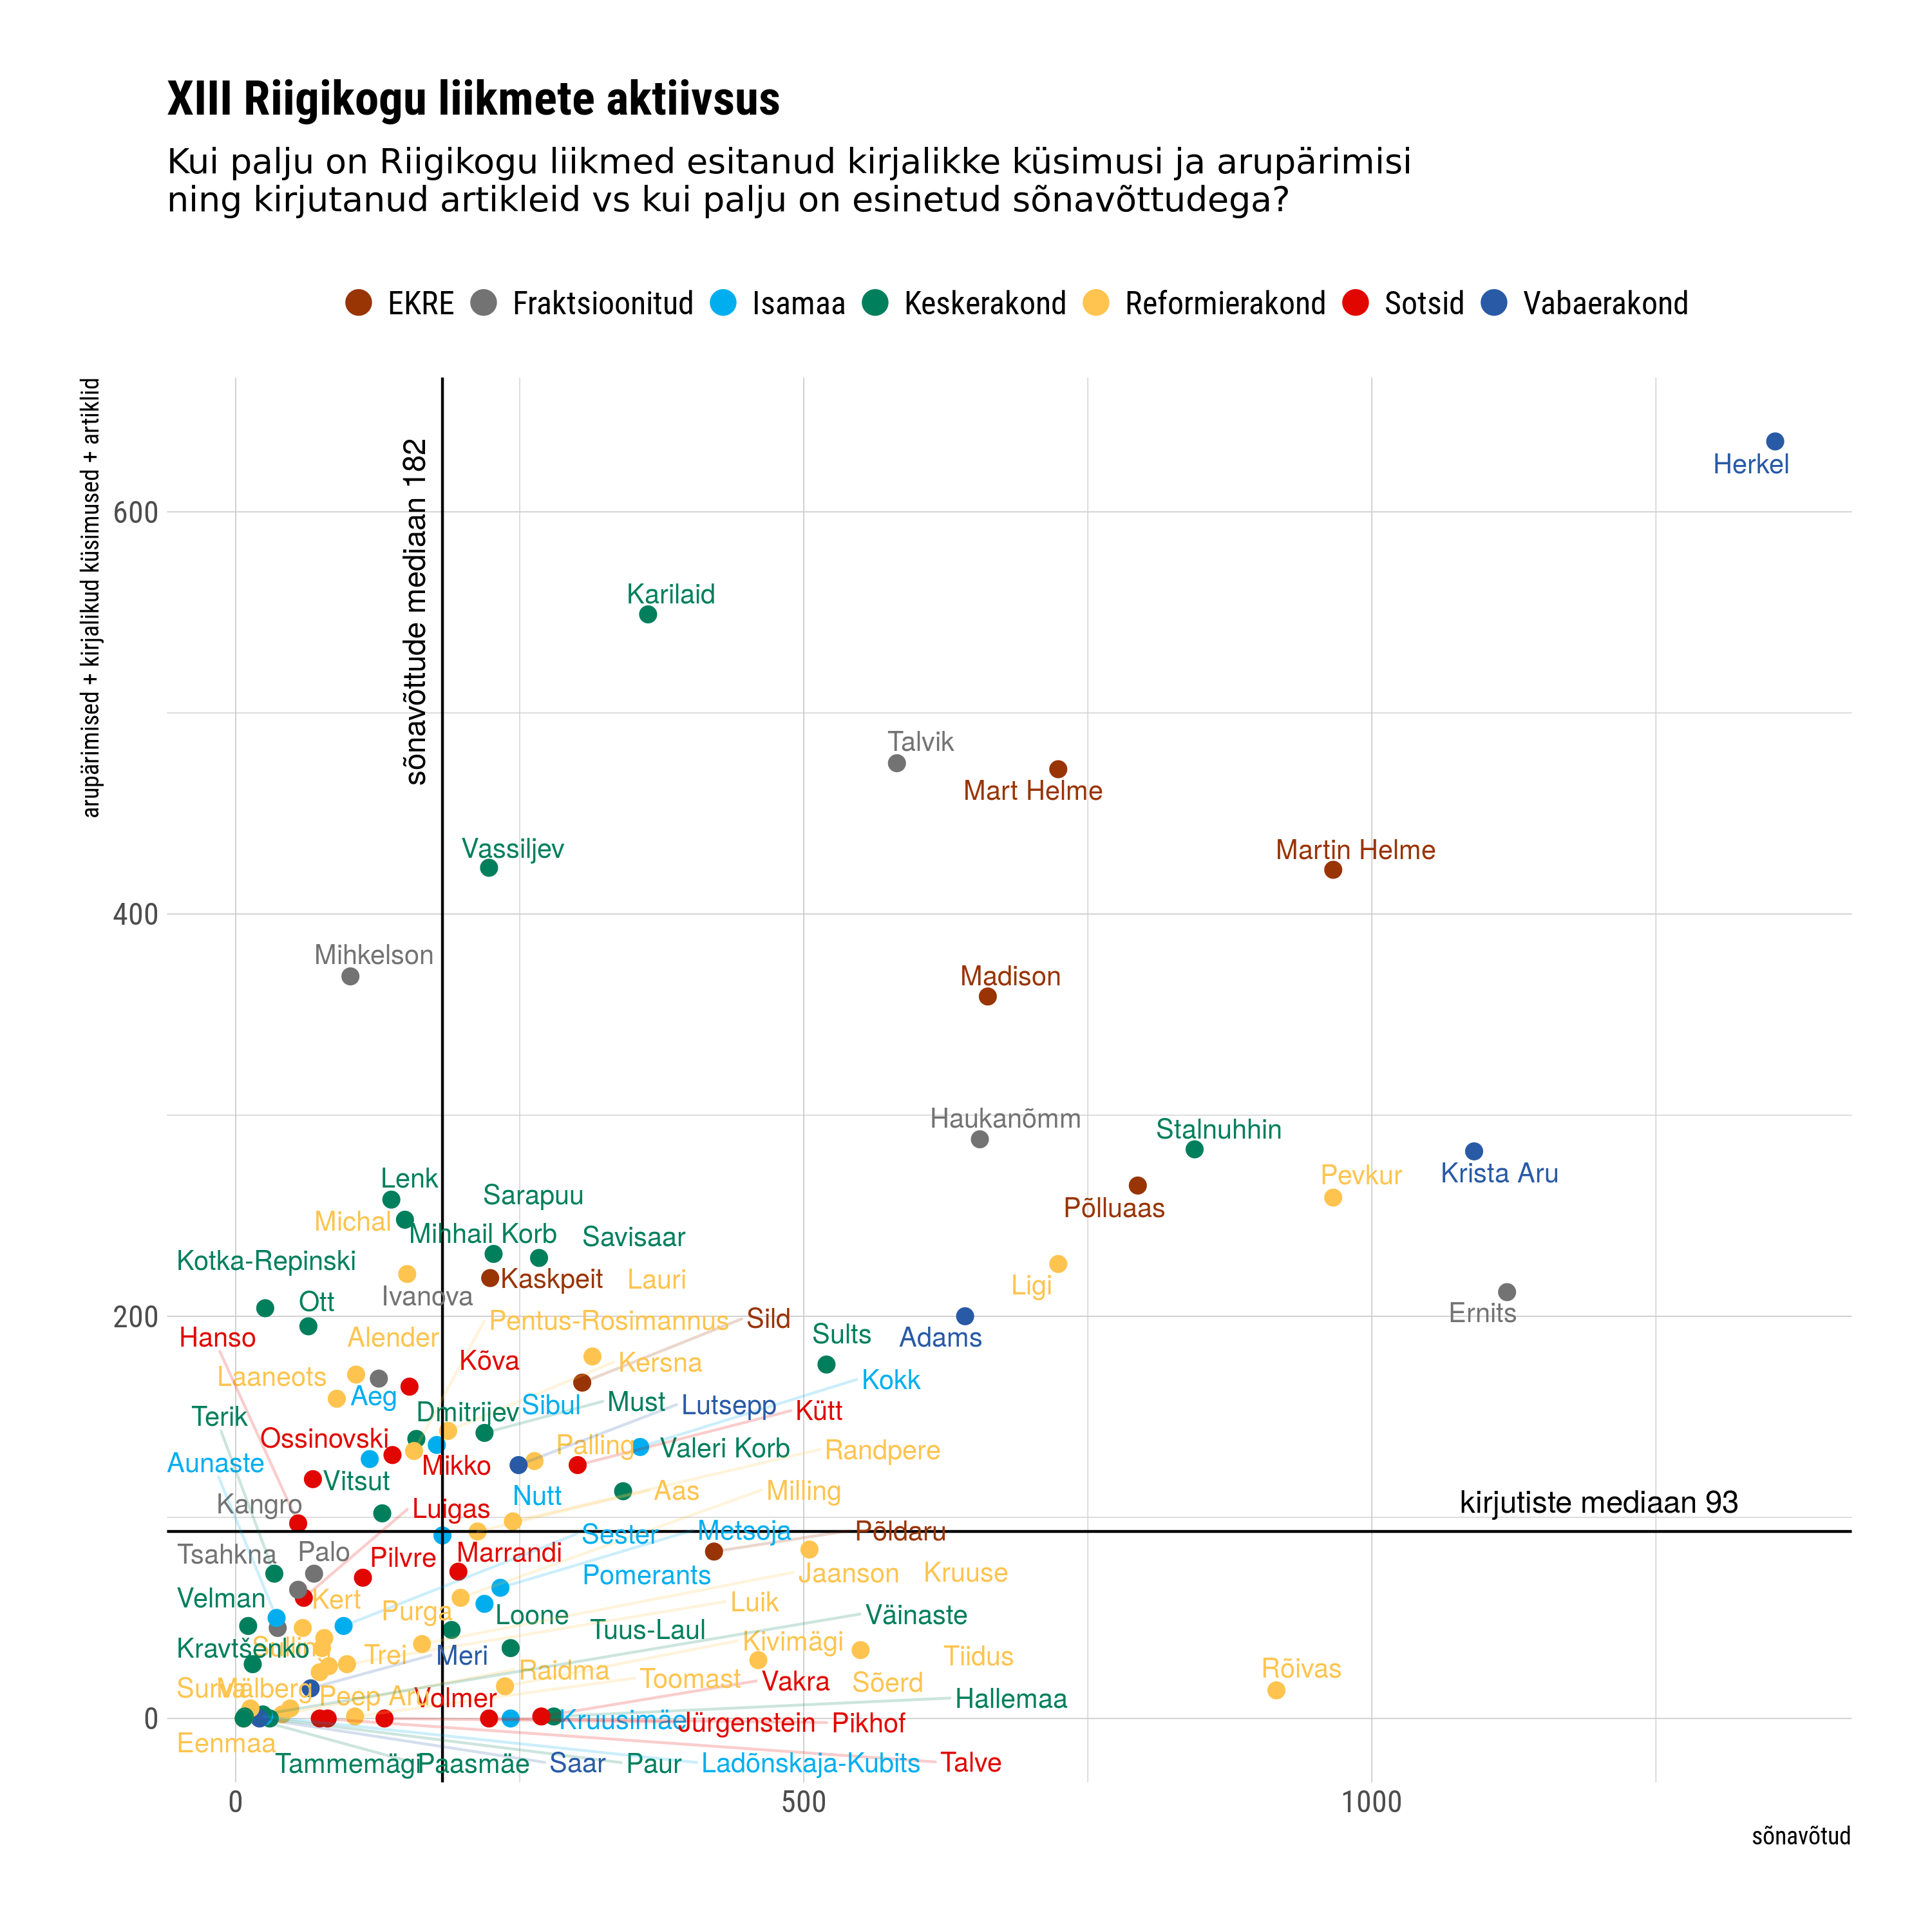 XIII Riigikogu liikmete aktiivsus
Kui palju on Riigikogu liikmed esitanud kirjalikke küsimusi ja arupärimisi
ning kirjutanud artikleid vs kui palju on esinetud sõnavõttudega?
EKRE Fraktsioonitud Isamaa Keskerakond Reformierakond Sotsid Vabaerakond
arupärimised + kirjalikud küsimused + artiklid
sõnavõttude mediaan 182
Herkel
600
Karilaid
Talvik
Mart Helme
Vassiljev
Martin Helme
400
Mihkelson
Madison
Haukanõmm
Stalnuhhin
Krista Aru
Lenk
Pevkur
Sarapuu
Põlluaas
Michal
Mihhail Korb
Savisaar
Kotka-Repinski
Kaskpeit
Lauri
Ligi
Ivanova
Ott
Ernits
200
Pentus-Rosimannus
Sild
Hanso
Alender
Sults
Adams
Kõva
Kersna
Laaneots
Kokk
Aeg
Terik
Dmitrijev
Sibul
Must
Lutsepp
Kütt
Ossinovski
Palling
Valeri Korb
Randpere
Aunaste
Mikko
Vitsut
Nutt
Aas
Milling
Kangro
Luigas
kirjutiste mediaan 93
Sester
Metsoja
Põldaru
Tsahkna
Palo
Pilvre
Marrandi
Pomerants
Jaanson
Kruuse
Velman
Kert
Purga
Loone
Luik
Väinaste
Tuus-Laul
Kravtšenko
Kivimägi
Trei
Meri
Tiidus
Raidma
Toomast
Vakra
Sõerd
Rõivas
Mälberg
Peep Aru
Volmer
Hallemaa
0
Kruusimäe
Jürgenstein
Pikhof
Eenmaa
Tammemägi
Paasmäe
Saar
Paur
Ladõnskaja-Kubits
Talve
0 500 1000
sõnavõtud